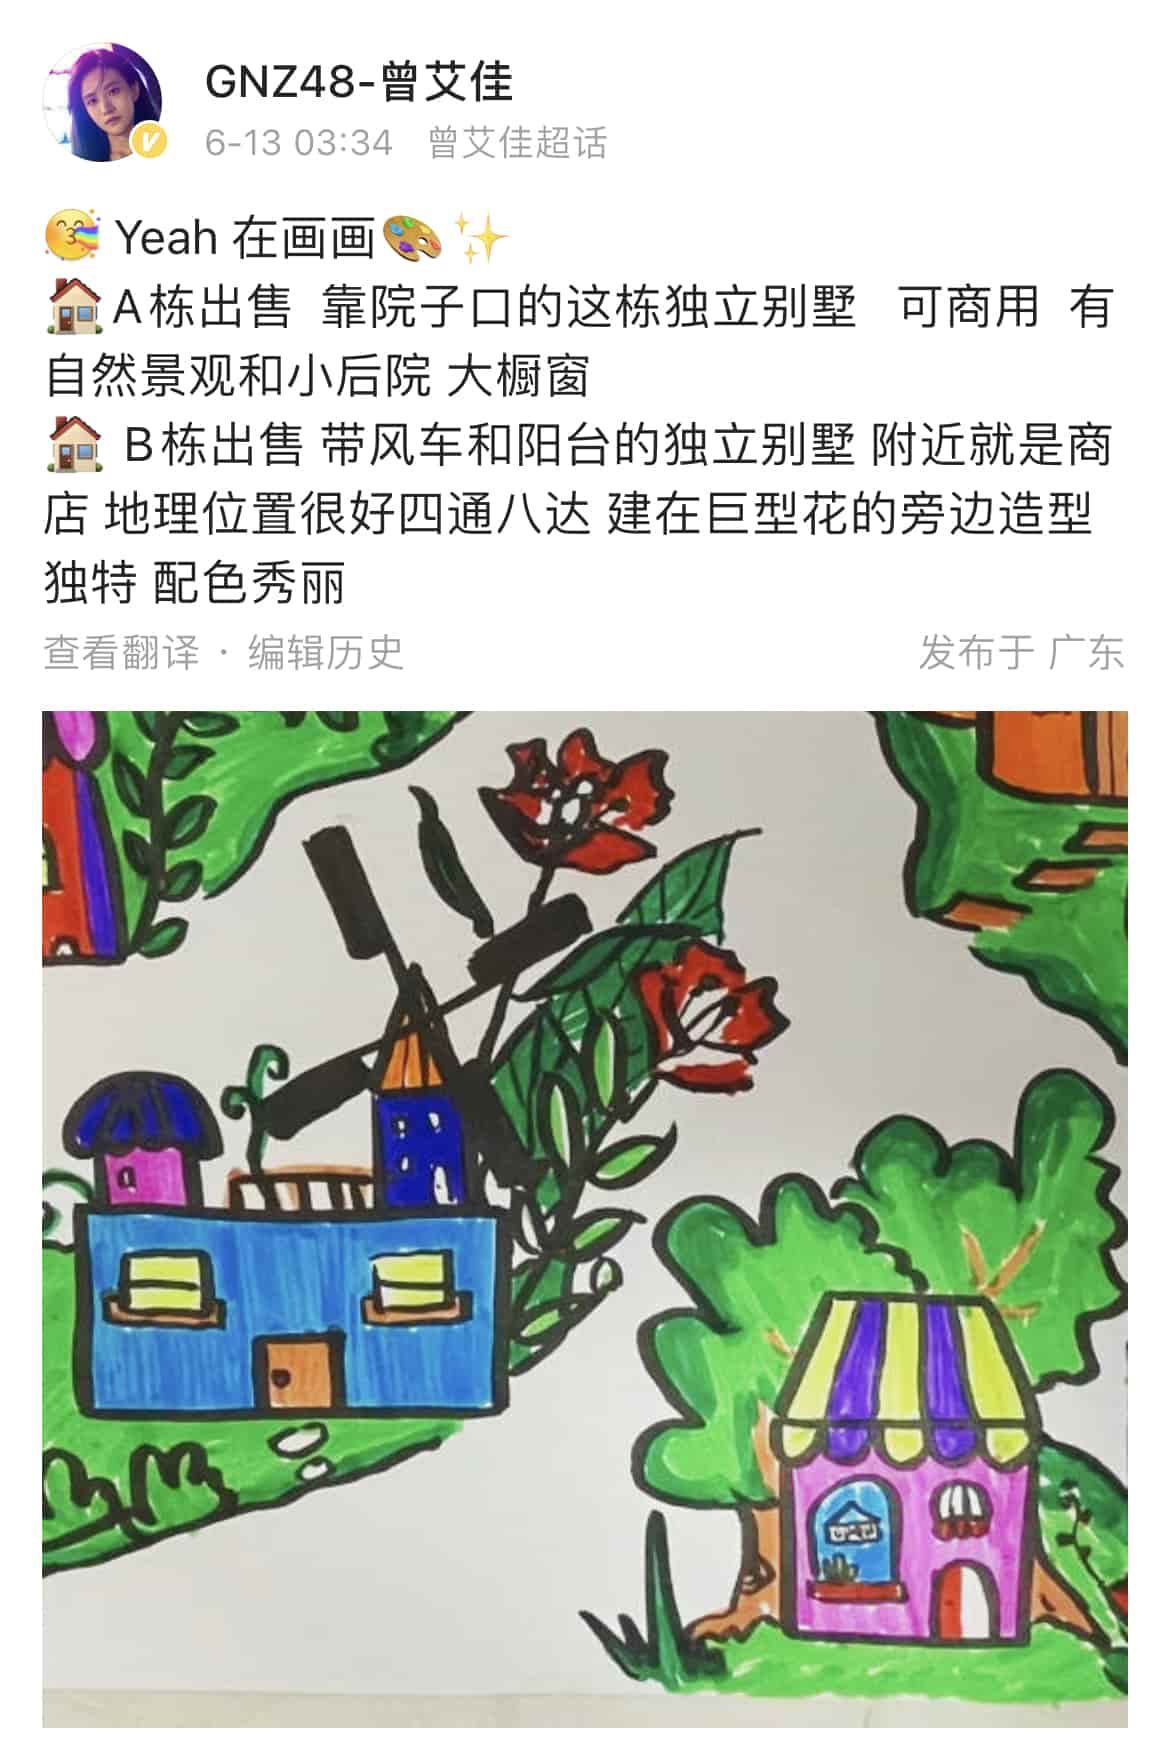 GNZ48-曾艾佳
6-13 03:34 曾艾佳超话
🥳 Yeah 在画画🎨✨
🏠A栋出售 靠院子口的这栋独立别墅 可商用 有
自然景观和小后院 大橱窗
🏠 B栋出售 带风车和阳台的独立别墅 附近就是商
店 地理位置很好四通八达 建在巨型花的旁边造型
独特 配色秀丽
查看翻译 · 编辑历史 发布于 广东